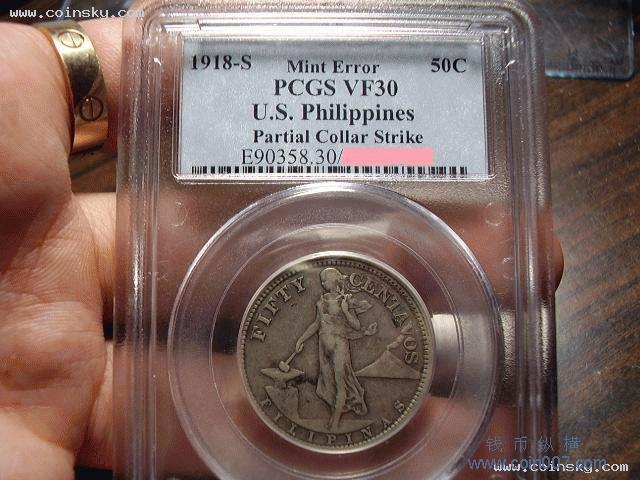 www.coinsky.com
1918-S Mint Error 50C
PCGS VF30
U.S. Philippines
Partial Collar Strike
E90358.30/
FIFTY CENTAVOS
FILIPINAS
钱币纵横
www.coin007.com
www.coinsky.com